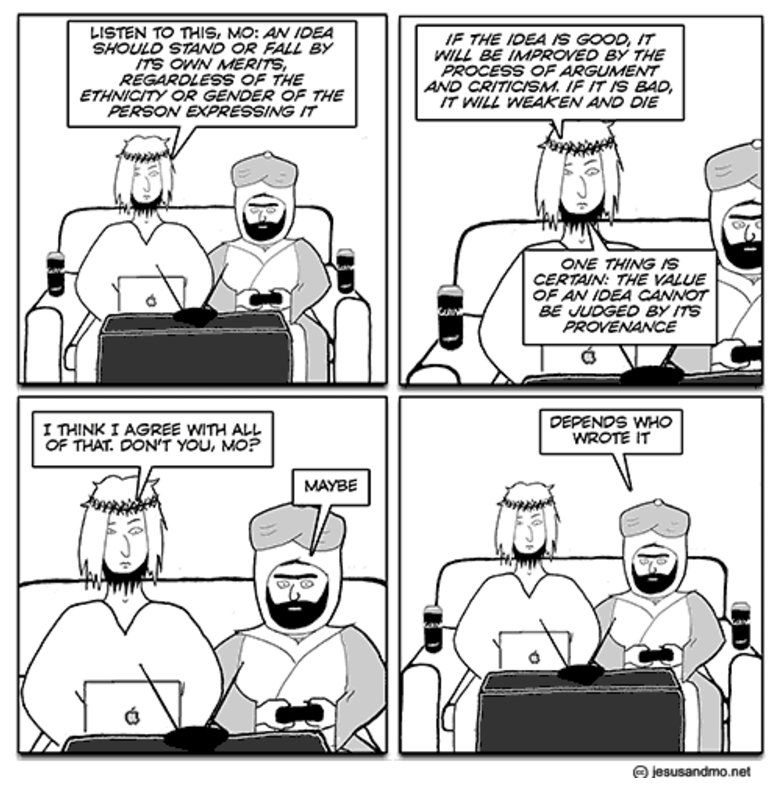 LISTEN TO THIS, MO: AN IDEA
SHOULD STAND OR FALL BY
ITS OWN MERITS,
REGARDLESS OF THE
ETHNICITY OR GENDER OF THE
PERSON EXPRESSING IT
IF THE IDEA IS GOOD, IT
WILL BE IMPROVED BY THE
PROCESS OF ARGUMENT
AND CRITICISM. IF IT IS BAD,
IT WILL WEAKEN AND DIE
ONE THING IS
CERTAIN: THE VALUE
OF AN IDEA CANNOT
BE JUDGED BY ITS
PROVENANCE
I THINK I AGREE WITH ALL
OF THAT. DON'T YOU, MO?
MAYBE
DEPENDS WHO
WROTE IT
(cc) jesusandmo.net